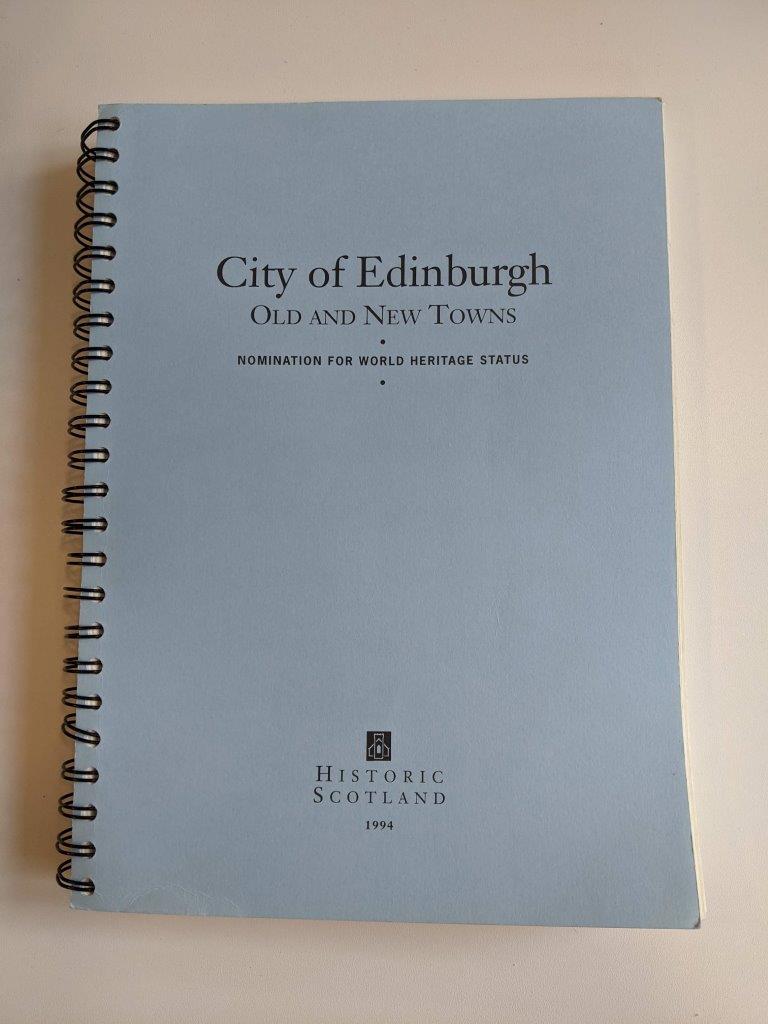 City of Edinburgh
OLD AND NEW TOWNS
•
NOMINATION FOR WORLD HERITAGE STATUS
•
HISTORIC
SCOTLAND
1994